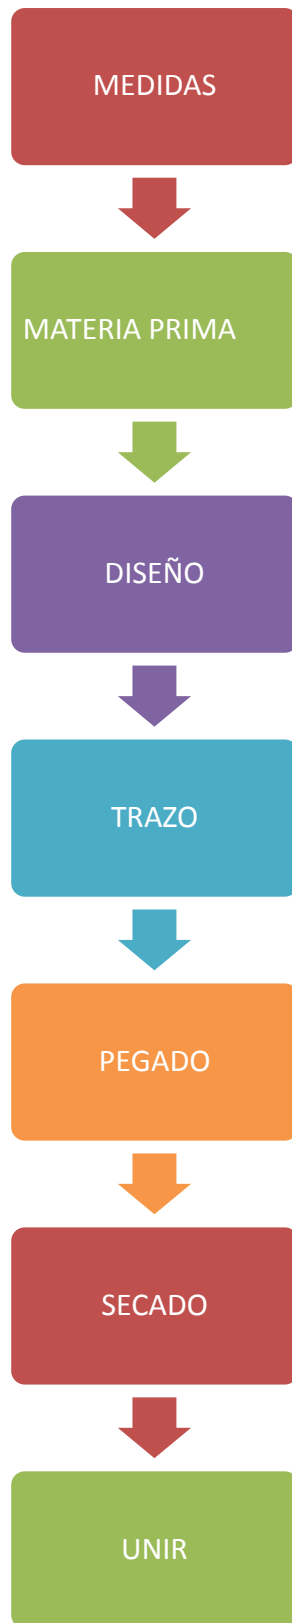 MEDIDAS
MATERIA PRIMA
DISEÑO
TRAZO
PEGADO
SECADO
UNIR